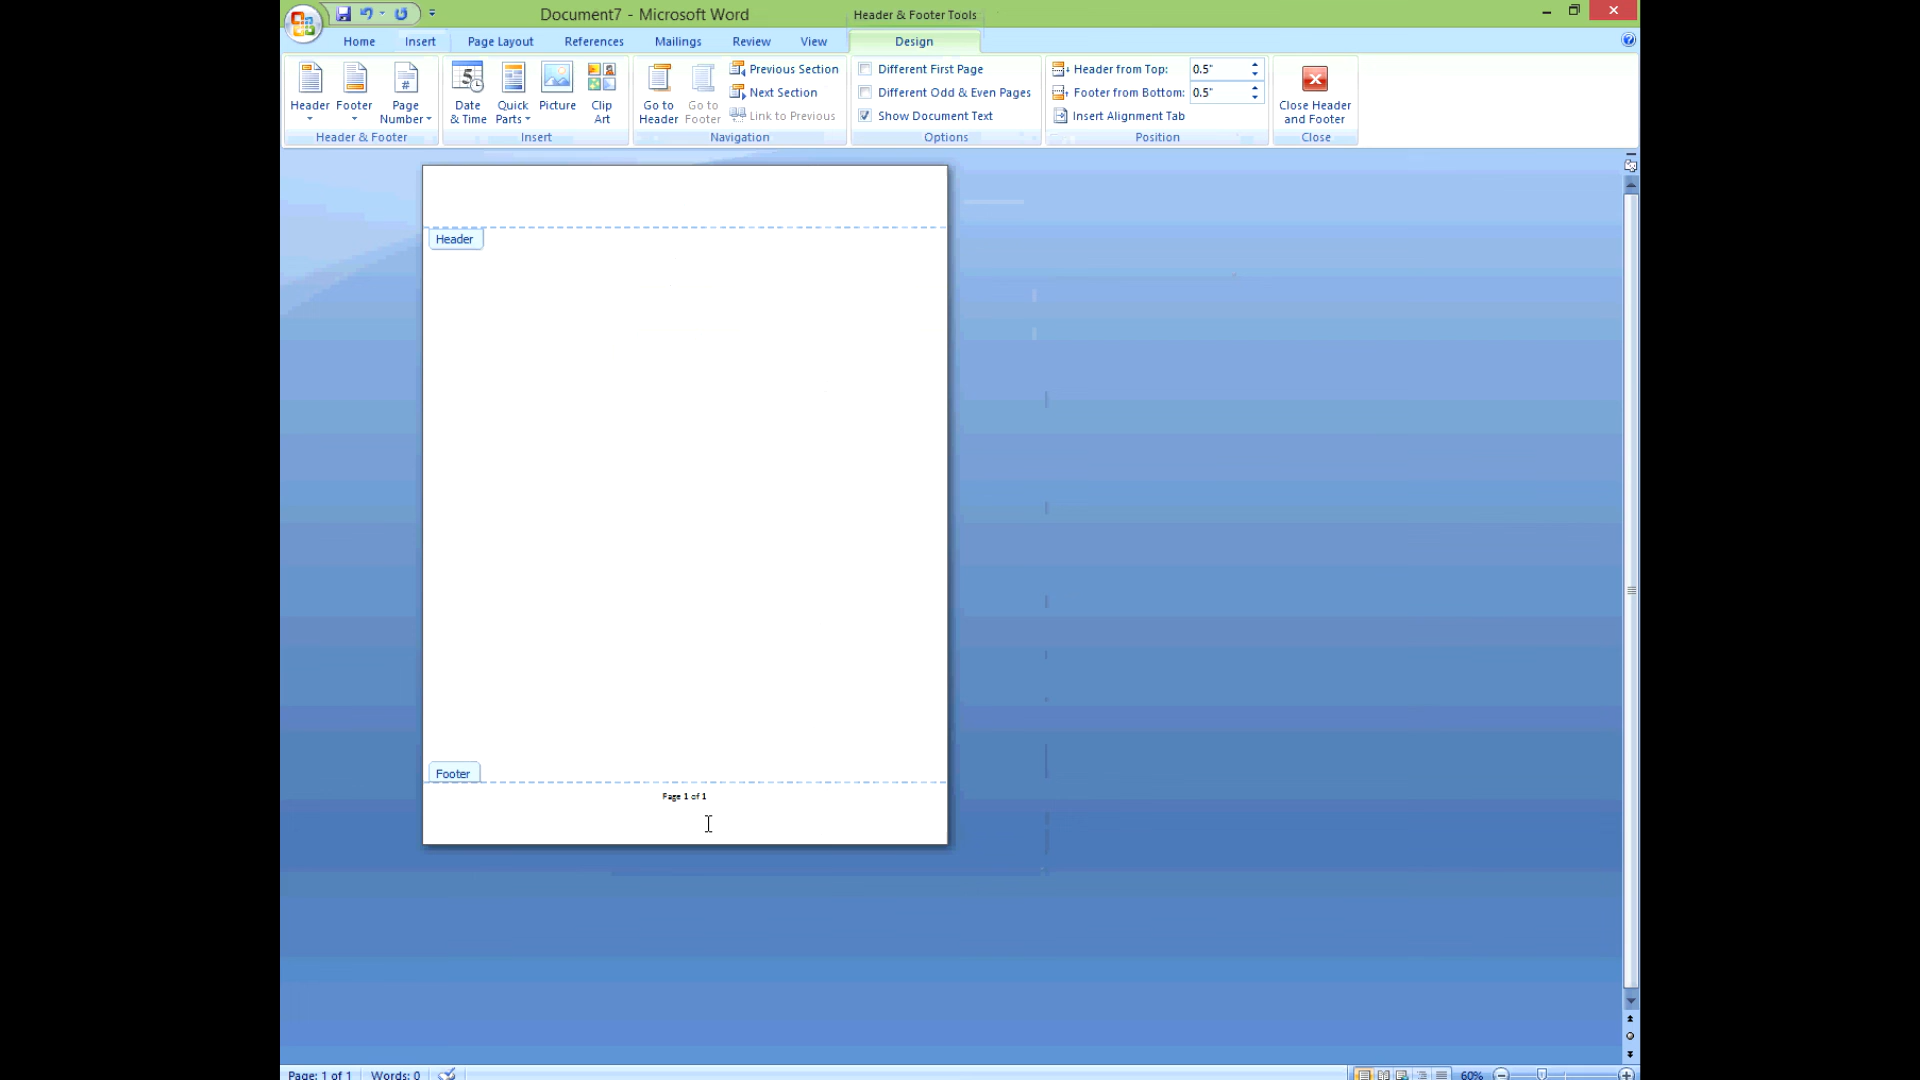 Document7 - Microsoft Word
Header & Footer Tools
Home
Insert
Page Layout
References
Mailings
Review
View
Design
Header
Footer
Page
Number
Header & Footer
Date
& Time
Quick
Parts
Picture
Clip
Art
Insert
Go to
Header
Go to
Footer
Previous Section
Next Section
Link to Previous
Navigation
Different First Page
Different Odd & Even Pages
Show Document Text
Options
Header from Top: 0.5"
Footer from Bottom: 0.5"
Insert Alignment Tab
Position
Close Header
and Footer
Close
Header
Footer
Page 1 of 1
Page: 1 of 1
Words: 0
60%